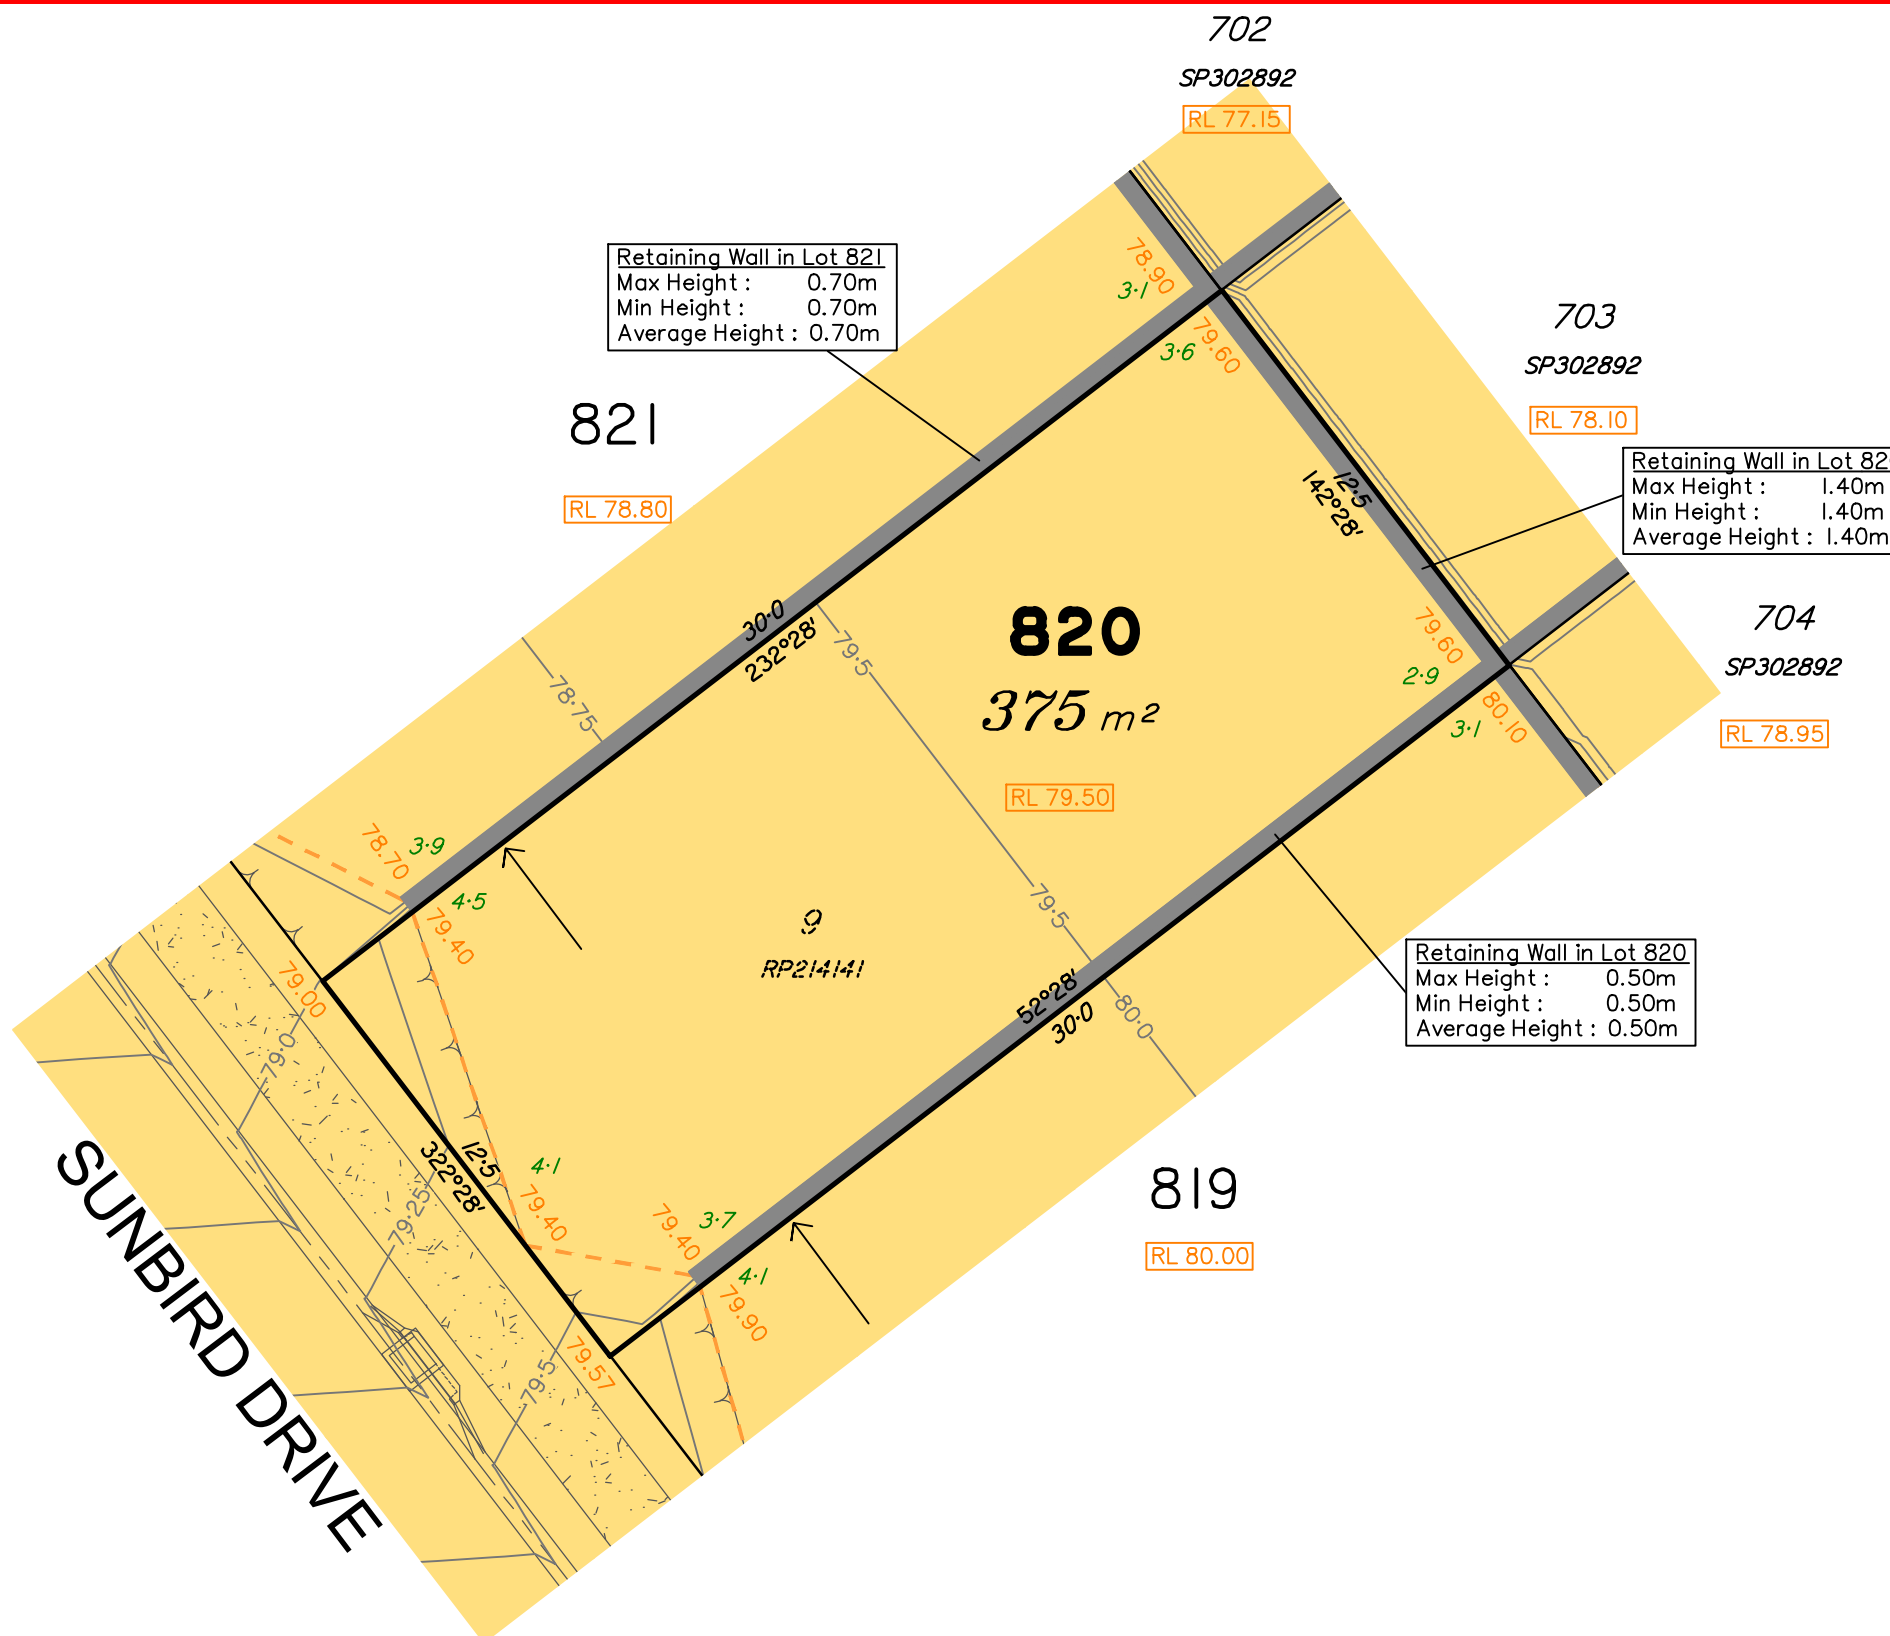 702
SP302892
RL 77.15
Retaining Wall in Lot 821
Max Height : 0.70m
Min Height : 0.70m
Average Height : 0.70m
78.90
3·1
79.60
3·6
703
SP302892
RL 78.10
821
RL 78.80
Retaining Wall in Lot 82
Max Height : 1.40m
Min Height : 1.40m
Average Height : 1.40m
12·5
142°28'
30·0
232°28'
79·5
820
375 m²
RL 79.50
79.60
2·9
80.10
3·1
704
SP302892
RL 78.95
78·75
78.70
3·9
4·5
79.40
9
RP214141
79·5
52°28'
30·0
80·0
Retaining Wall in Lot 820
Max Height : 0.50m
Min Height : 0.50m
Average Height : 0.50m
79.00
79·0
12·5
322°28'
79·25
4·1
79.40
79.40
3·7
4·1
79.90
819
RL 80.00
79.57
79·5
SUNBIRD DRIVE